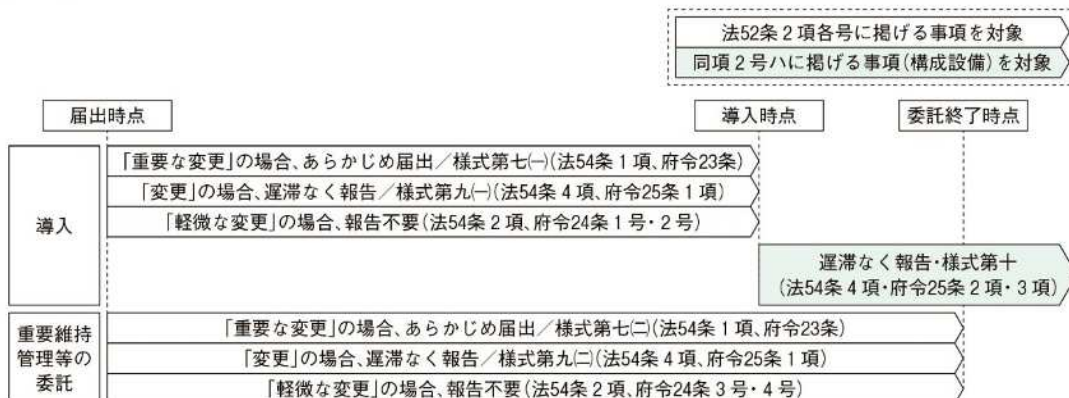 法52条2項各号に掲げる事項を対象
同項2号ハに掲げる事項(構成設備)を対象
届出時点
導入時点
委託終了時点
導入
「重要な変更」の場合、あらかじめ届出／様式第七㈠(法54条1項、府令23条)
「変更」の場合、遅滞なく報告／様式第九㈠(法54条4項、府令25条1項)
「軽微な変更」の場合、報告不要(法54条2項、府令24条1号・2号)
遅滞なく報告・様式第十
(法54条4項・府令25条2項・3項)
重要維持
管理等の
委託
「重要な変更」の場合、あらかじめ届出／様式第七㈡(法54条1項、府令23条)
「変更」の場合、遅滞なく報告／様式第九㈡(法54条4項、府令25条1項)
「軽微な変更」の場合、報告不要(法54条2項、府令24条3号・4号)